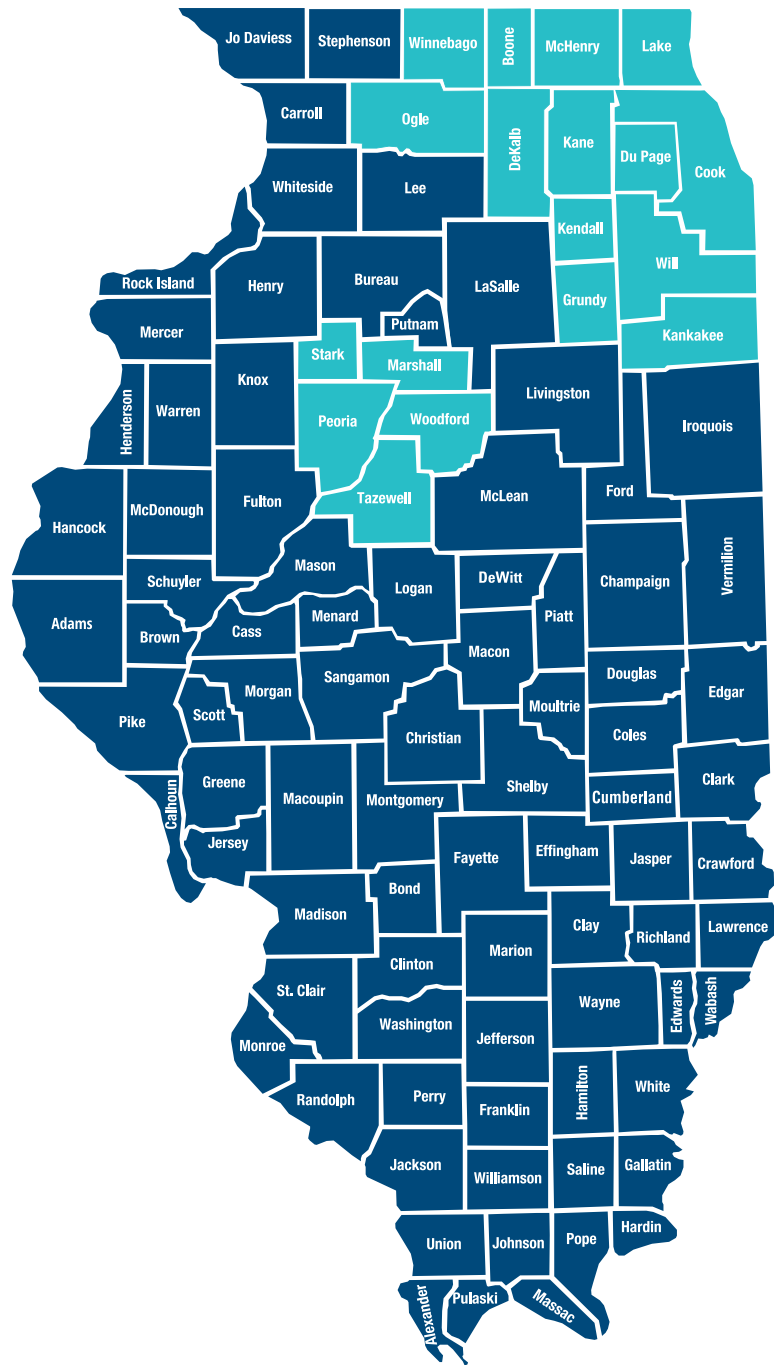 Jo Daviess
Stephenson
Winnebago
Boone
McHenry
Lake
Carroll
Ogle
DeKalb
Kane
Du Page
Cook
Whiteside
Lee
Kendall
Will
Rock Island
Henry
Bureau
LaSalle
Grundy
Putnam
Mercer
Kankakee
Stark
Marshall
Knox
Henderson
Warren
Peoria
Woodford
Livingston
Iroquois
Tazewell
McLean
Ford
Fulton
McDonough
Hancock
Vermilion
Mason
Schuyler
Logan
DeWitt
Champaign
Adams
Brown
Cass
Menard
Piatt
Macon
Sangamon
Douglas
Morgan
Scott
Pike
Moultrie
Edgar
Christian
Coles
Greene
Calhoun
Macoupin
Montgomery
Shelby
Cumberland
Clark
Jersey
Fayette
Effingham
Jasper
Crawford
Bond
Madison
Clay
Richland
Lawrence
Marion
Clinton
St. Clair
Wayne
Edwards
Wabash
Washington
Jefferson
Monroe
Hamilton
White
Randolph
Perry
Franklin
Jackson
Williamson
Saline
Gallatin
Union
Johnson
Pope
Hardin
Alexander
Pulaski
Massac